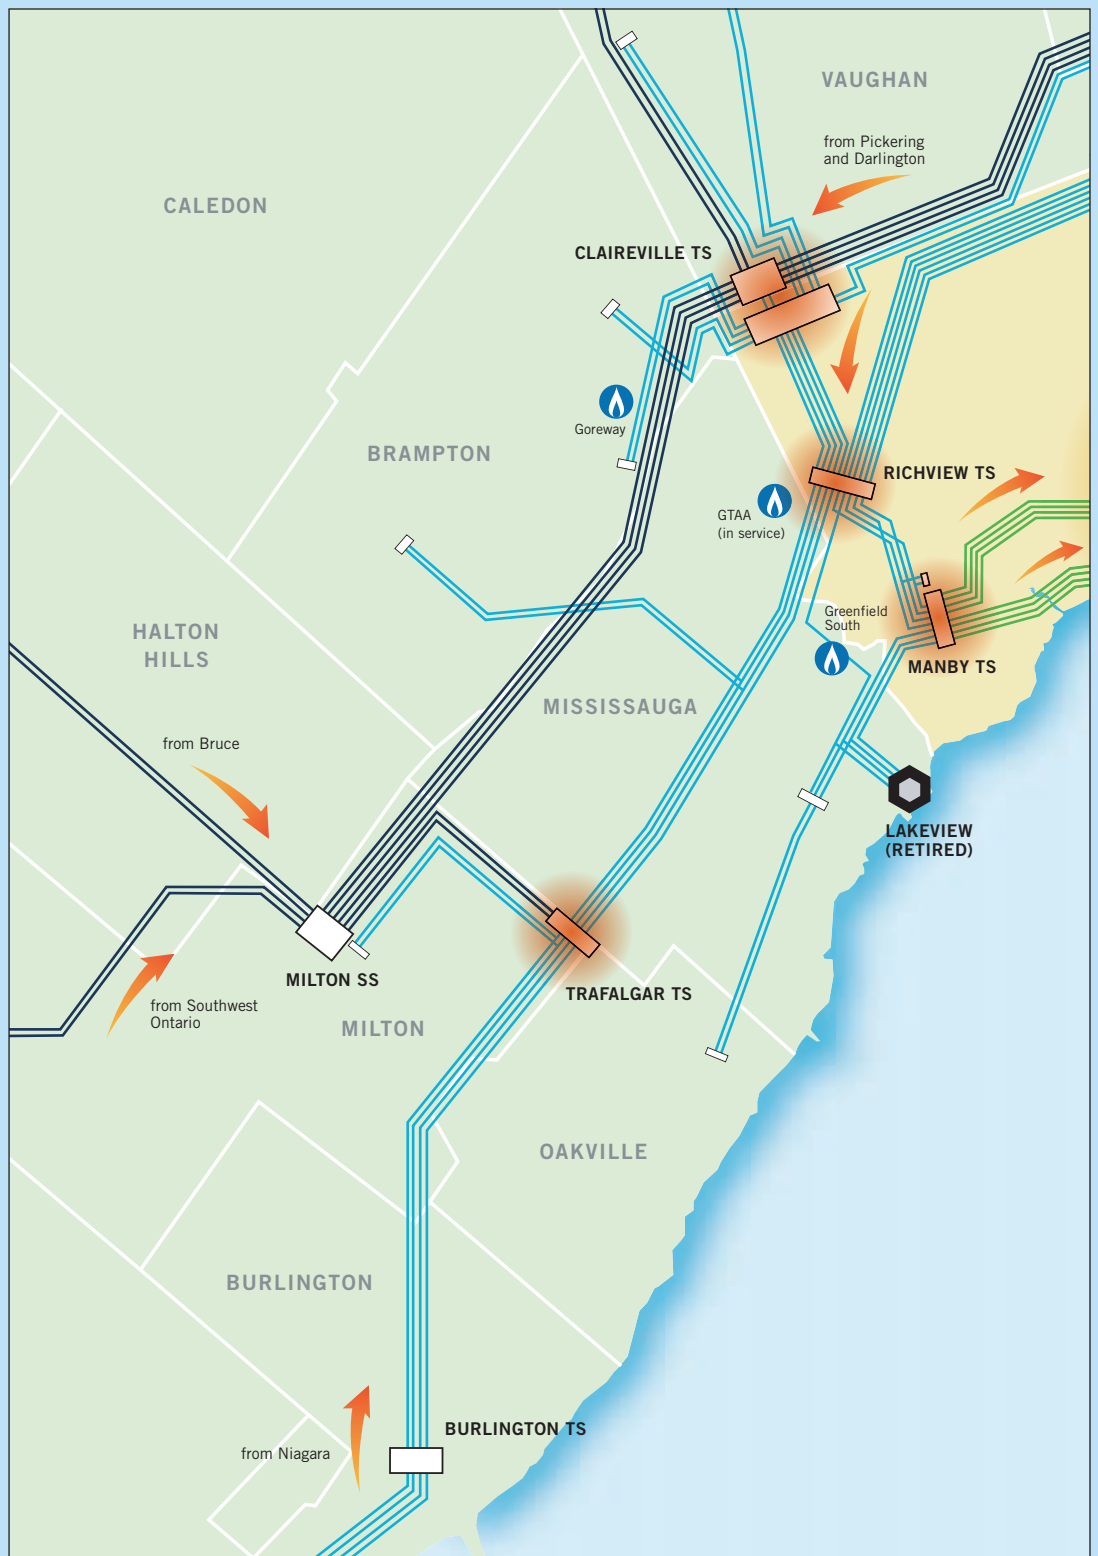 VAUGHAN
from Pickering
and Darlington
CALEDON
CLAIREVILLE TS
Goreway
BRAMPTON
RICHVIEW TS
GTAA
(in service)
Greenfield
South
HALTON
HILLS
MANBY TS
MISSISSAUGA
from Bruce
LAKEVIEW
(RETIRED)
MILTON SS
TRAFALGAR TS
from Southwest
Ontario
MILTON
OAKVILLE
BURLINGTON
BURLINGTON TS
from Niagara